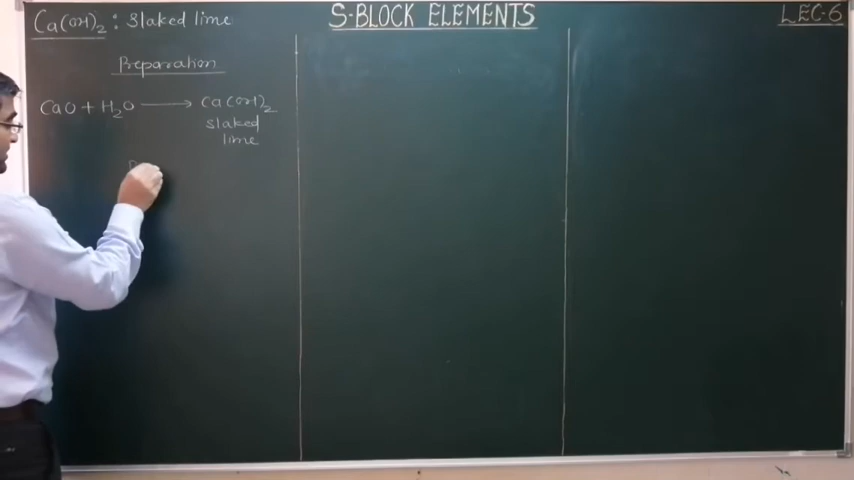 S-BLOCK ELEMENTS
LEC-6
Ca(OH)₂ : Slaked lime
Preparation
CaO + H₂O ⟶ Ca(OH)₂
slaked
lime